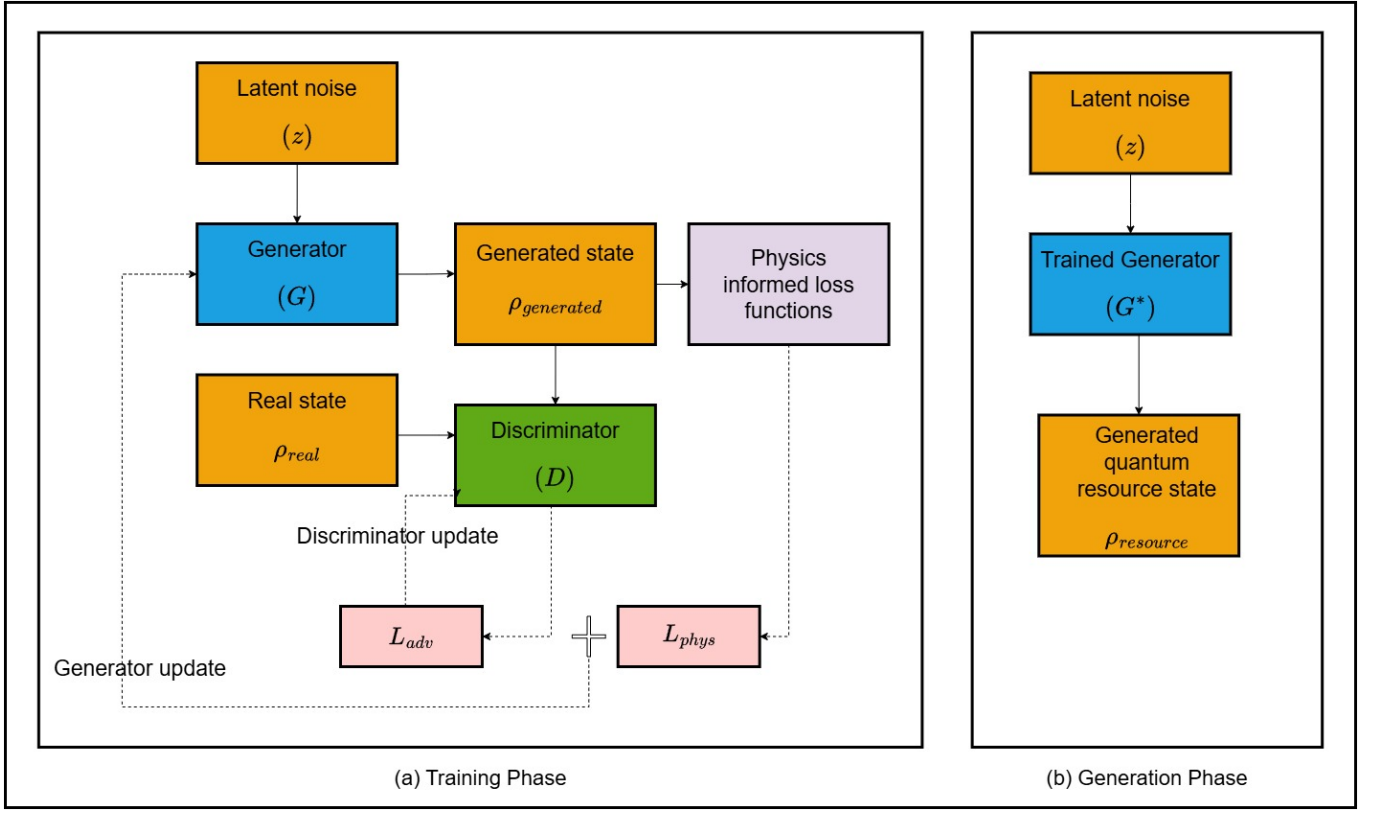 Latent noise
(z)
Generator
(G)
Generated state
ρ_generated
Physics
informed loss
functions
Real state
ρ_real
Discriminator
(D)
Discriminator update
L_adv
L_phys
Generator update
(a) Training Phase
Latent noise
(z)
Trained Generator
(G*)
Generated
quantum
resource state
ρ_resource
(b) Generation Phase